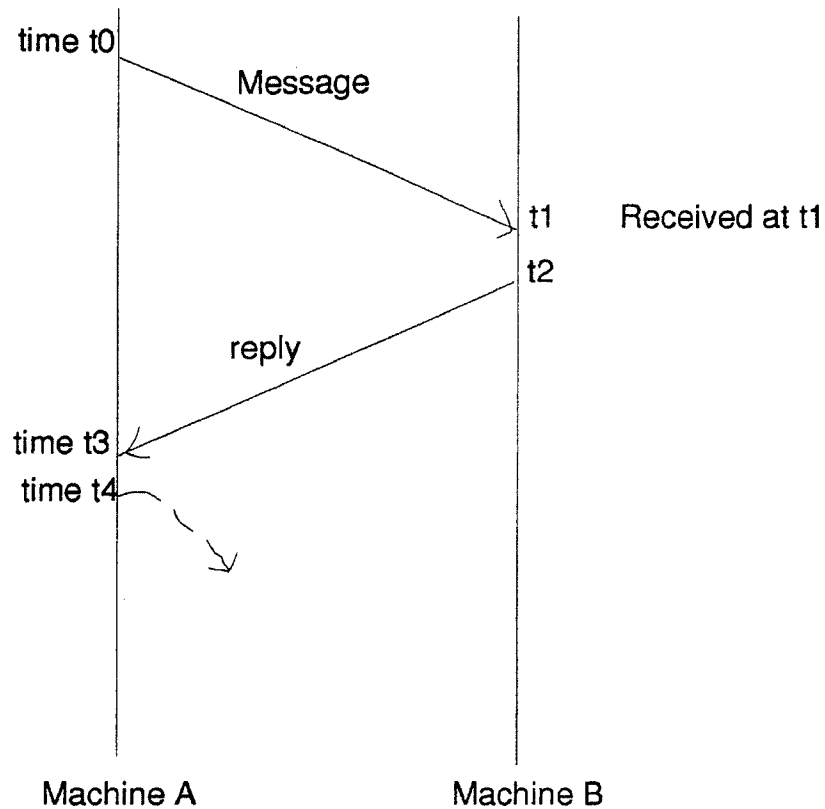 time t0
Message
t1 Received at t1
t2
reply
time t3
time t4
Machine A Machine B